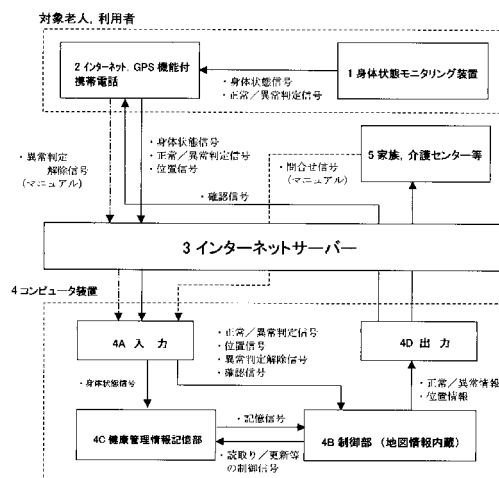 対象老人，利用者
2 インターネット，GPS 機能付
携帯電話
1 身体状態モニタリング装置
・身体状態信号
・正常／異常判定信号
・異常判定
解除信号
(マニュアル)
・身体状態信号
・正常／異常判定信号
・位置信号
5 家族，介護センター等
・問合せ信号
(マニュアル)
・確認信号
3 インターネットサーバー
4 コンピュータ装置
4A 入 力
・正常／異常判定信号
・位置信号
・異常判定解除信号
・確認信号
4D 出 力
・身体状態信号
・正常／異常情報
・位置情報
4C 健康管理情報記憶部
・記憶信号
・読取り／更新等
の制御信号
4B 制御部 （地図情報内蔵）